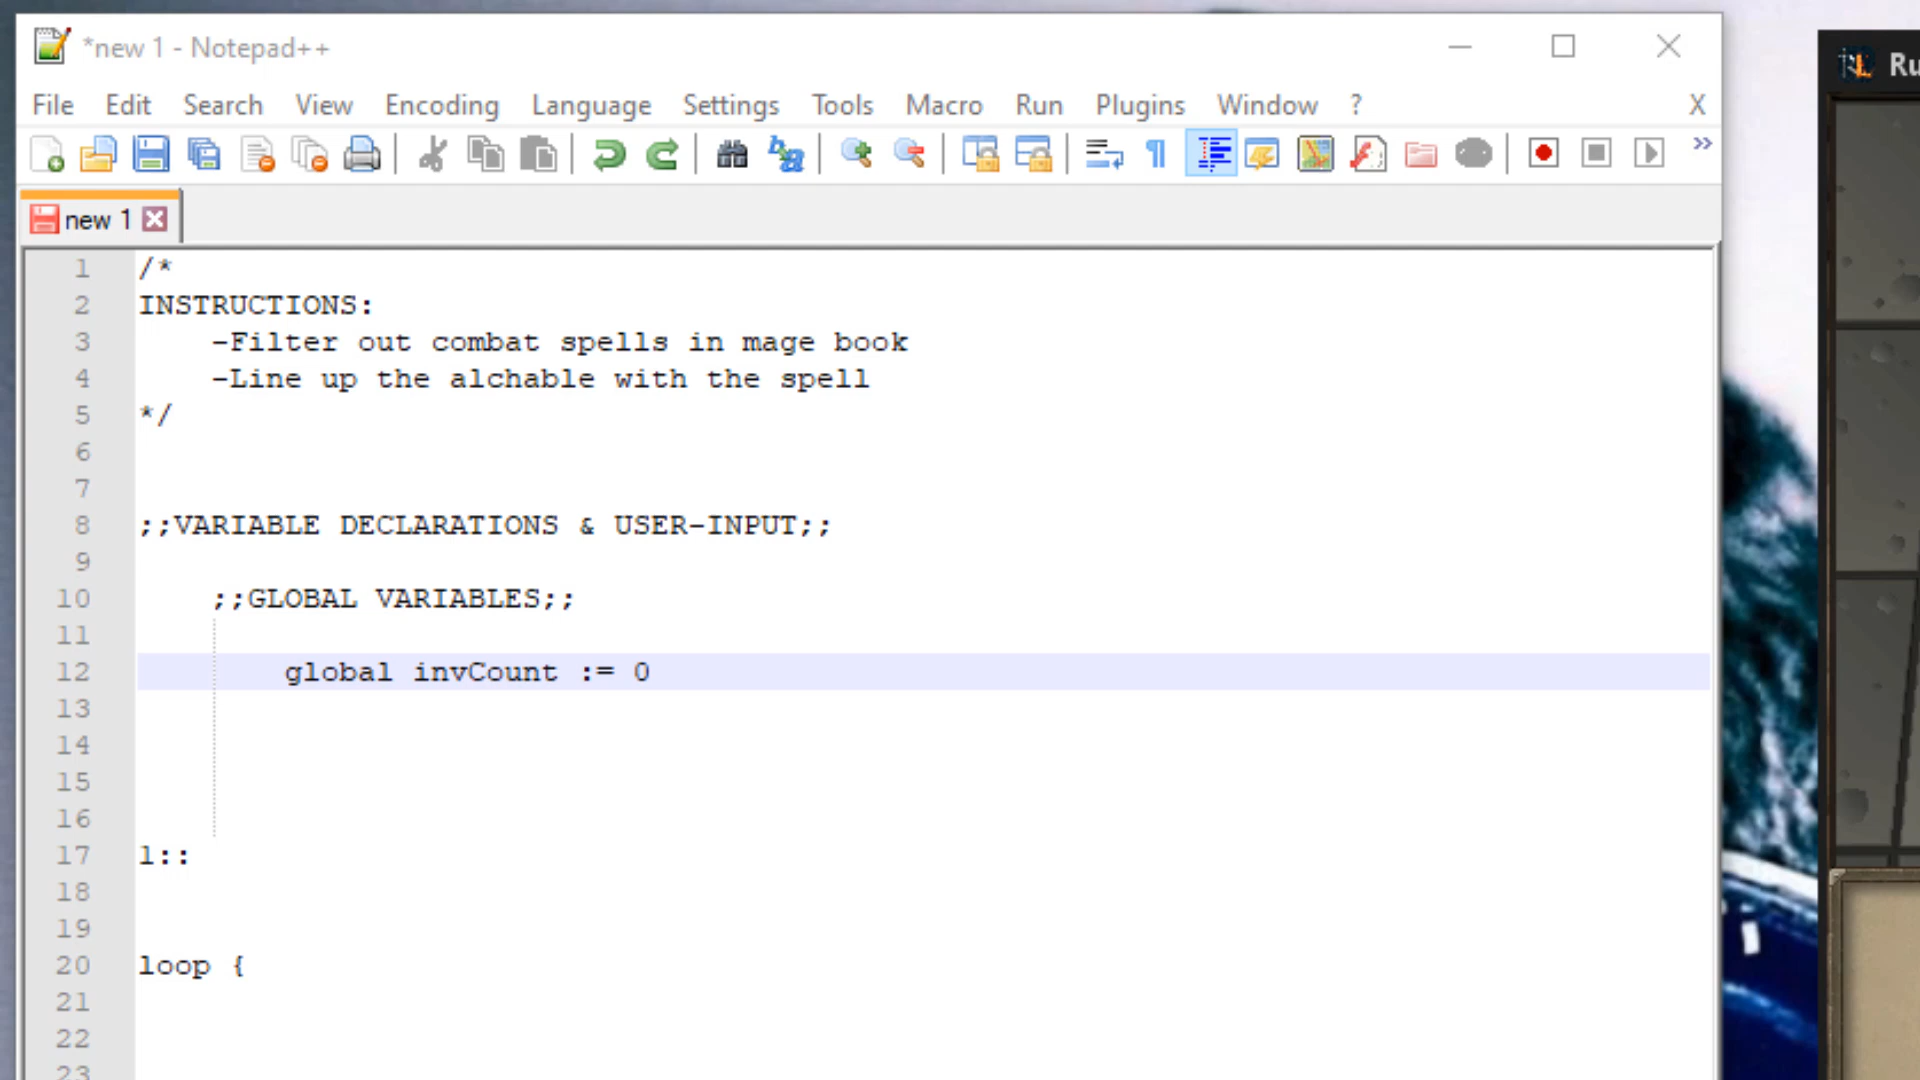 *new 1 - Notepad++
File Edit Search View Encoding Language Settings Tools Macro Run Plugins Window ? X
new 1
1 /*
2 INSTRUCTIONS:
3 -Filter out combat spells in mage book
4 -Line up the alchable with the spell
5 */
6
7
8 ;;VARIABLE DECLARATIONS & USER-INPUT;;
9
10 ;;GLOBAL VARIABLES;;
11
12 global invCount := 0
13
14
15
16
17 1::
18
19
20 loop {
21
22
23
Ru